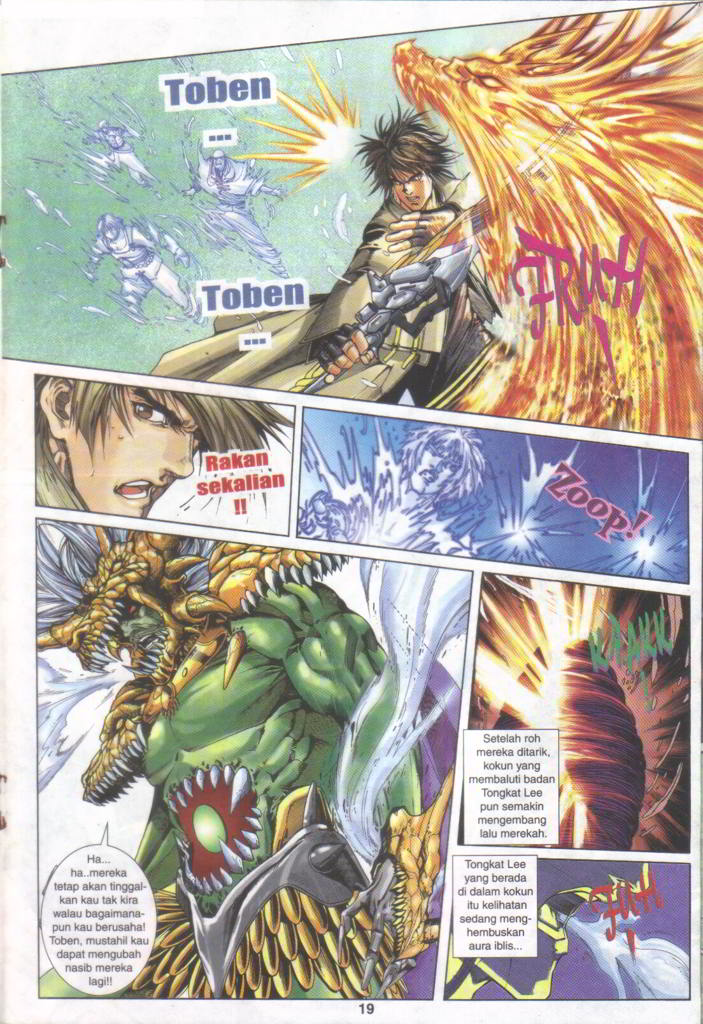 Toben
...
FRUH
!
Toben
...
Rakan
sekalian
!!
Zoop!
KRAKK
!
Setelah roh
mereka ditarik,
kokun yang
membaluti badan
Tongkat Lee
pun semakin
mengembang
lalu merekah.
Ha...
ha..mereka
tetap akan tinggal-
kan kau tak kira
walau bagaimana-
pun kau berusaha!
Toben, mustahil kau
dapat mengubah
nasib mereka
lagi!!
Tongkat Lee
yang berada
di dalam kokun
itu kelihatan
sedang meng-
hembuskan
aura iblis...
FUH
!
19